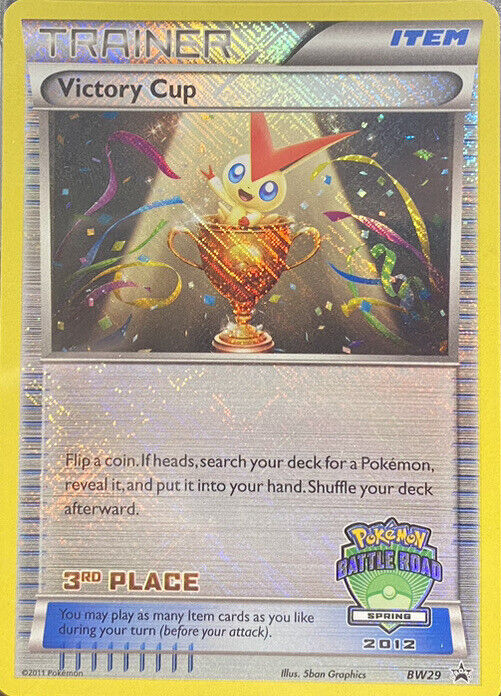 TRAINER
ITEM
Victory Cup
Flip a coin. If heads, search your deck for a Pokémon,
reveal it, and put it into your hand. Shuffle your deck
afterward.
3RD PLACE
Pokémon
BATTLE ROAD
SPRING
2012
You may play as many Item cards as you like
during your turn (before your attack).
©2011 Pokémon
Illus. 5ban Graphics
BW29